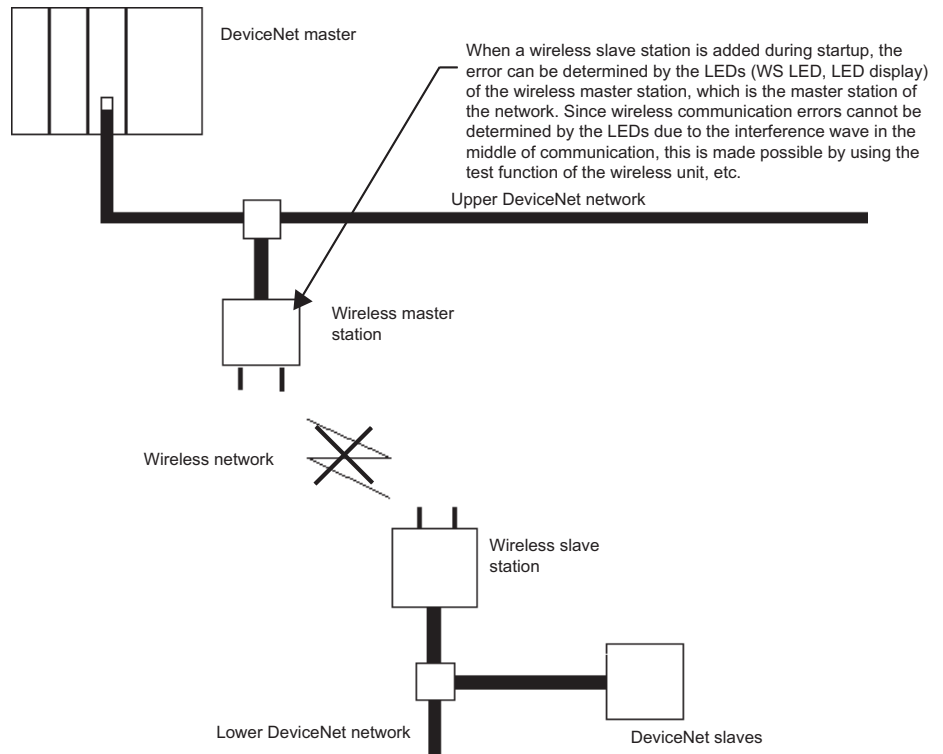 DeviceNet master
When a wireless slave station is added during startup, the
error can be determined by the LEDs (WS LED, LED display)
of the wireless master station, which is the master station of
the network. Since wireless communication errors cannot be
determined by the LEDs due to the interference wave in the
middle of communication, this is made possible by using the
test function of the wireless unit, etc.
Upper DeviceNet network
Wireless master
station
Wireless network
Wireless slave
station
Lower DeviceNet network
DeviceNet slaves